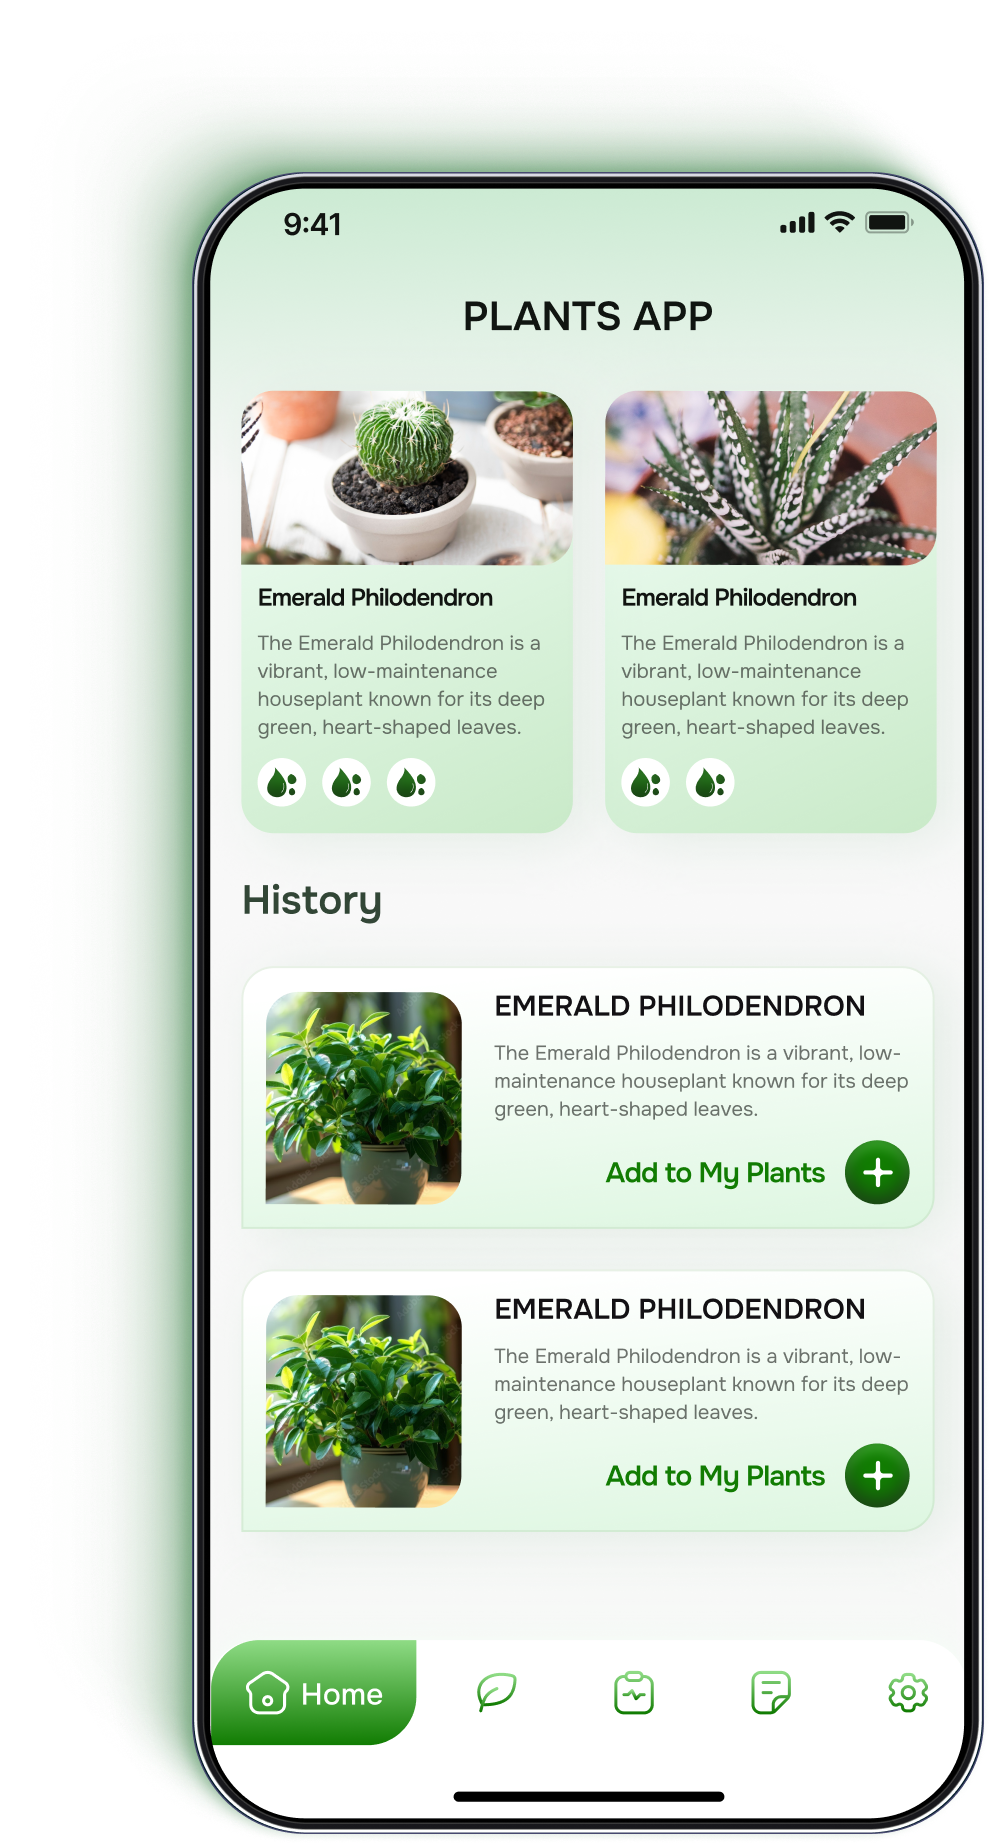 9:41
PLANTS APP
Emerald Philodendron
The Emerald Philodendron is a
vibrant, low-maintenance
houseplant known for its deep
green, heart-shaped leaves.
Emerald Philodendron
The Emerald Philodendron is a
vibrant, low-maintenance
houseplant known for its deep
green, heart-shaped leaves.
History
EMERALD PHILODENDRON
The Emerald Philodendron is a vibrant, low-
maintenance houseplant known for its deep
green, heart-shaped leaves.
Add to My Plants
EMERALD PHILODENDRON
The Emerald Philodendron is a vibrant, low-
maintenance houseplant known for its deep
green, heart-shaped leaves.
Add to My Plants
Home